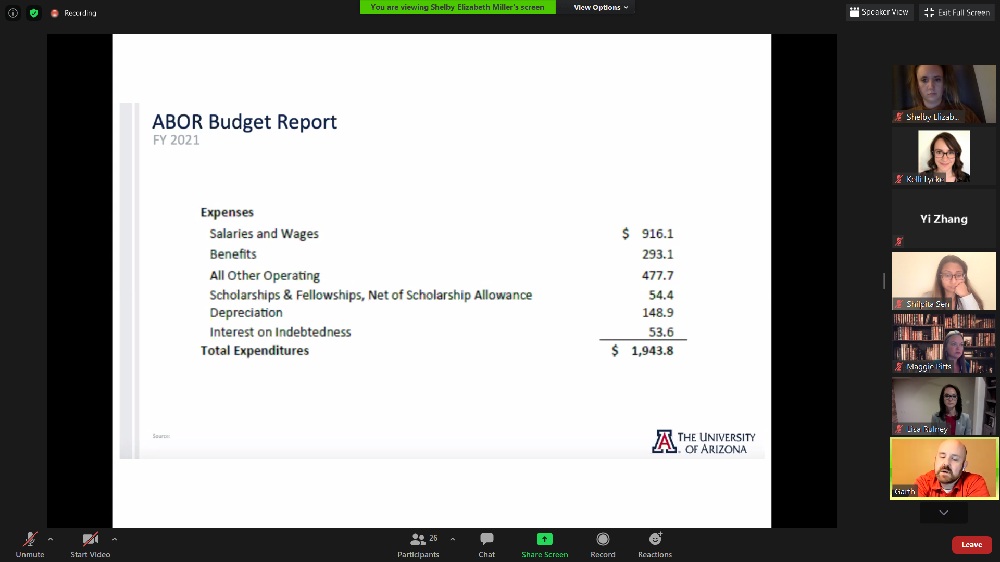 Recording
You are viewing Shelby Elizabeth Miller's screen
View Options
Speaker View
Exit Full Screen
ABOR Budget Report
FY 2021
Expenses
Salaries and Wages $ 916.1
Benefits 293.1
All Other Operating 477.7
Scholarships & Fellowships, Net of Scholarship Allowance 54.4
Depreciation 148.9
Interest on Indebtedness 53.6
Total Expenditures $ 1,943.8
Source:
A THE UNIVERSITY
OF ARIZONA
Shelby Elizab...
Kelli Lycke
Yi Zhang
Shilpita Sen
Maggie Pitts
Lisa Rulney
Garth
Unmute
Start Video
26
Participants
Chat
Share Screen
Record
Reactions
Leave